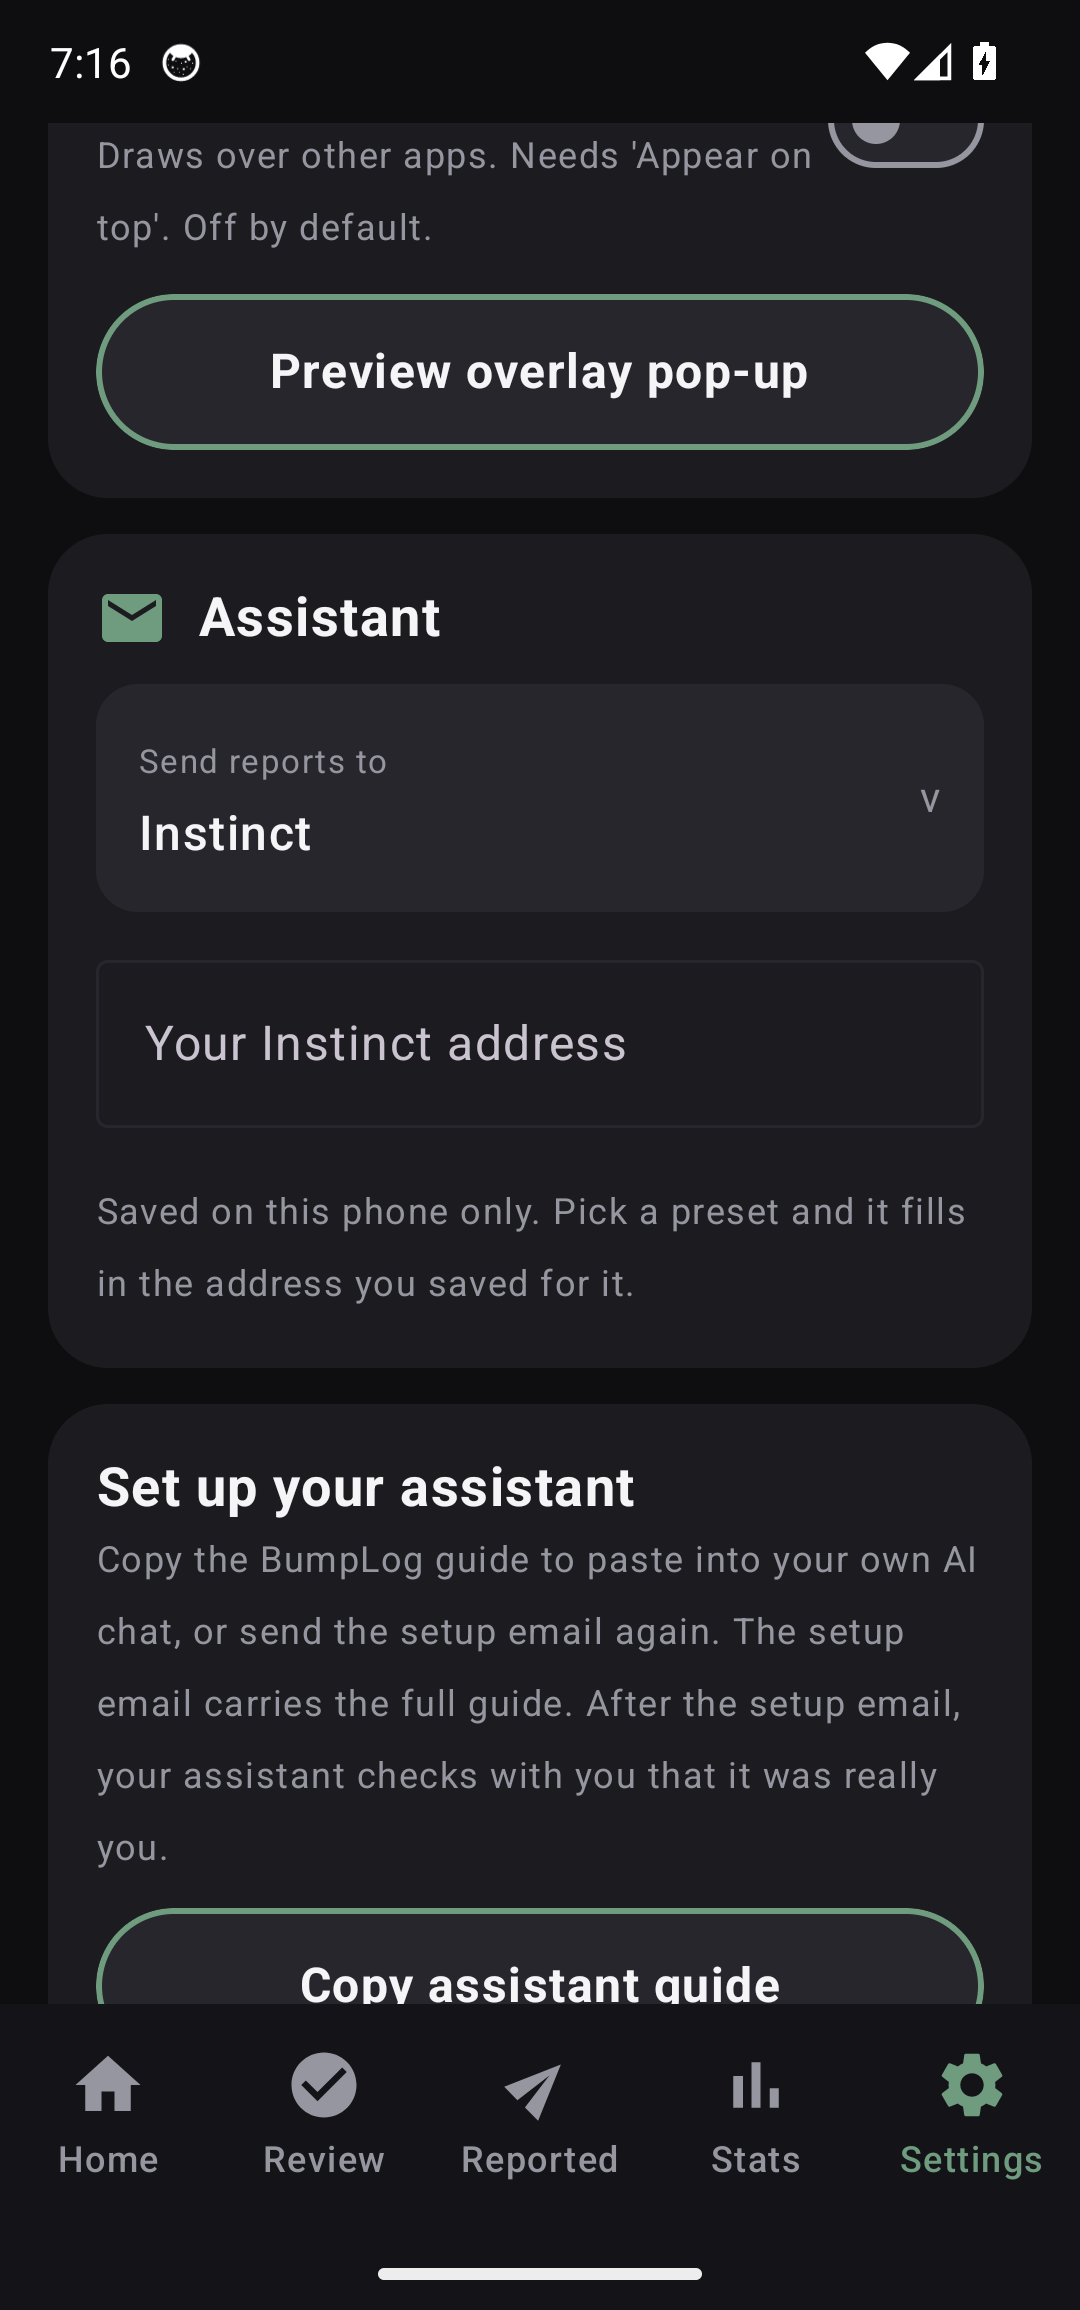 7:16
Draws over other apps. Needs 'Appear on
top'. Off by default.
Preview overlay pop-up
Assistant
Send reports to
Instinct
v
Your Instinct address
Saved on this phone only. Pick a preset and it fills
in the address you saved for it.
Set up your assistant
Copy the BumpLog guide to paste into your own AI
chat, or send the setup email again. The setup
email carries the full guide. After the setup email,
your assistant checks with you that it was really
you.
Copy assistant guide
Home
Review
Reported
Stats
Settings